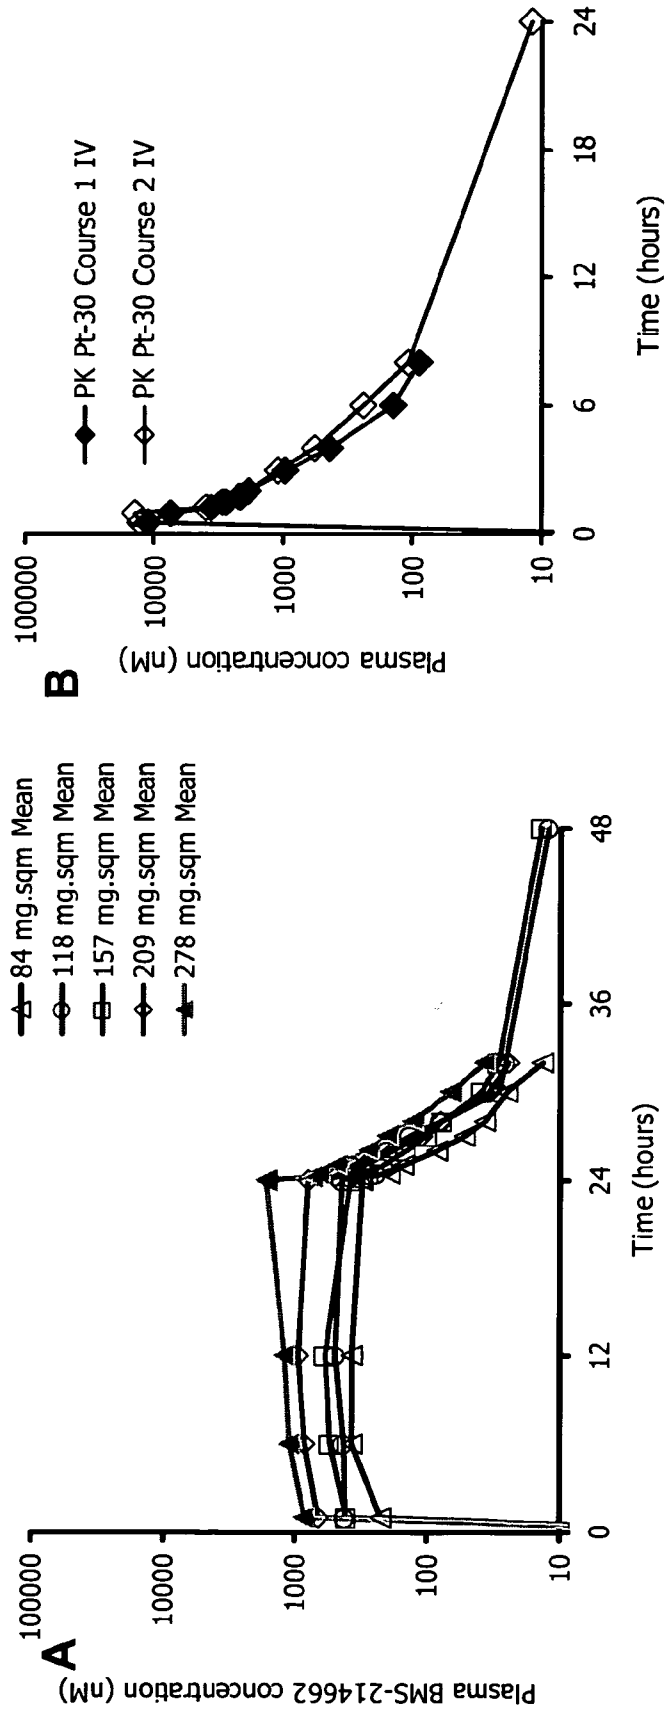 A
Plasma BMS-214662 concentration (nM)
100000
10000
1000
100
10
0
12
24
36
48
Time (hours)
84 mg.sqm Mean
118 mg.sqm Mean
157 mg.sqm Mean
209 mg.sqm Mean
278 mg.sqm Mean
B
Plasma concentration (nM)
100000
10000
1000
100
10
0
6
12
18
24
Time (hours)
PK Pt-30 Course 1 IV
PK Pt-30 Course 2 IV